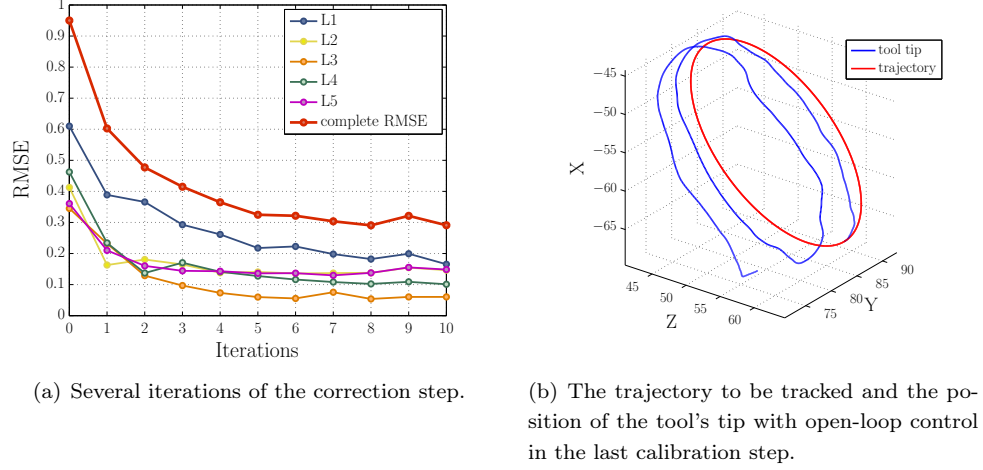 1
0.9
0.8
0.7
0.6
0.5
0.4
0.3
0.2
0.1
0
RMSE
0 1 2 3 4 5 6 7 8 9 10
Iterations
L1
L2
L3
L4
L5
complete RMSE
tool tip
trajectory
−45
−45
−50
−55
−60
−65
X
45 50 55 60
Z
75 80 85 90
Y
(a) Several iterations of the correction step.
(b) The trajectory to be tracked and the po-
sition of the tool's tip with open-loop control
in the last calibration step.